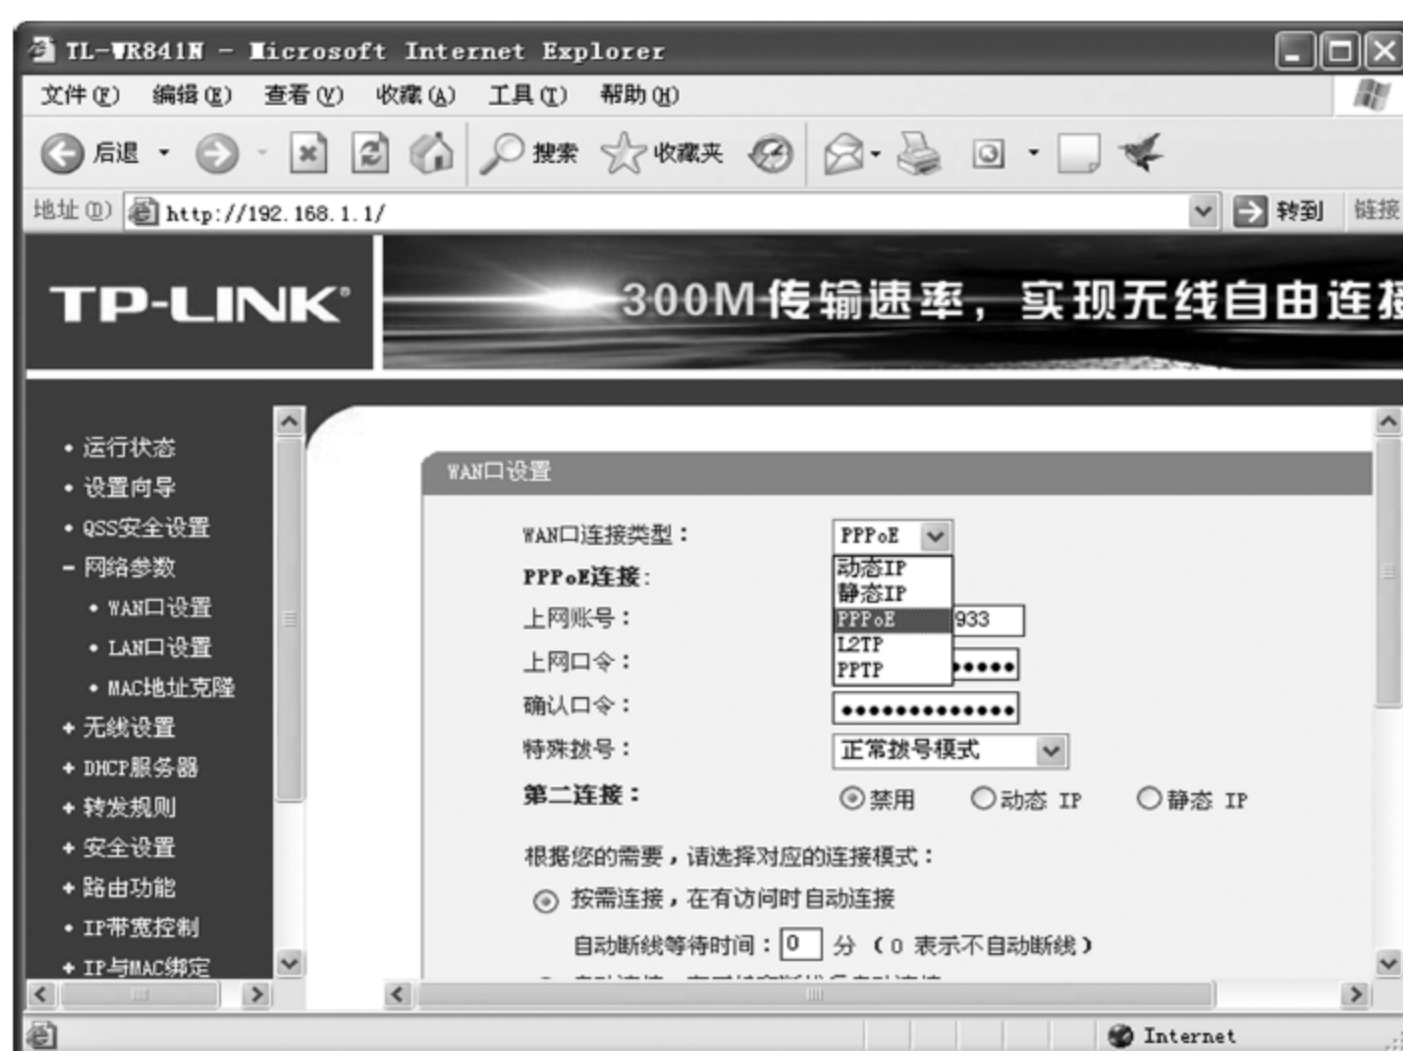 TL-WR841N - Microsoft Internet Explorer
文件(F) 编辑(E) 查看(V) 收藏(A) 工具(T) 帮助(H)
后退 搜索 收藏夹
地址(D) http://192.168.1.1/ 转到 链接
TP-LINK® 300M传输速率，实现无线自由连接
• 运行状态
• 设置向导
• QSS安全设置
- 网络参数
• WAN口设置
• LAN口设置
• MAC地址克隆
+ 无线设置
+ DHCP服务器
+ 转发规则
+ 安全设置
+ 路由功能
• IP带宽控制
+ IP与MAC绑定
WAN口设置
WAN口连接类型： PPPoE
动态IP
静态IP
PPPoE
L2TP
PPTP
PPPoE连接:
上网账号： 933
上网口令： •••••
确认口令： •••••••••••••
特殊拨号： 正常拨号模式
第二连接： 禁用 动态 IP 静态 IP
根据您的需要，请选择对应的连接模式：
按需连接，在有访问时自动连接
自动断线等待时间：0 分 （0 表示不自动断线）
Internet